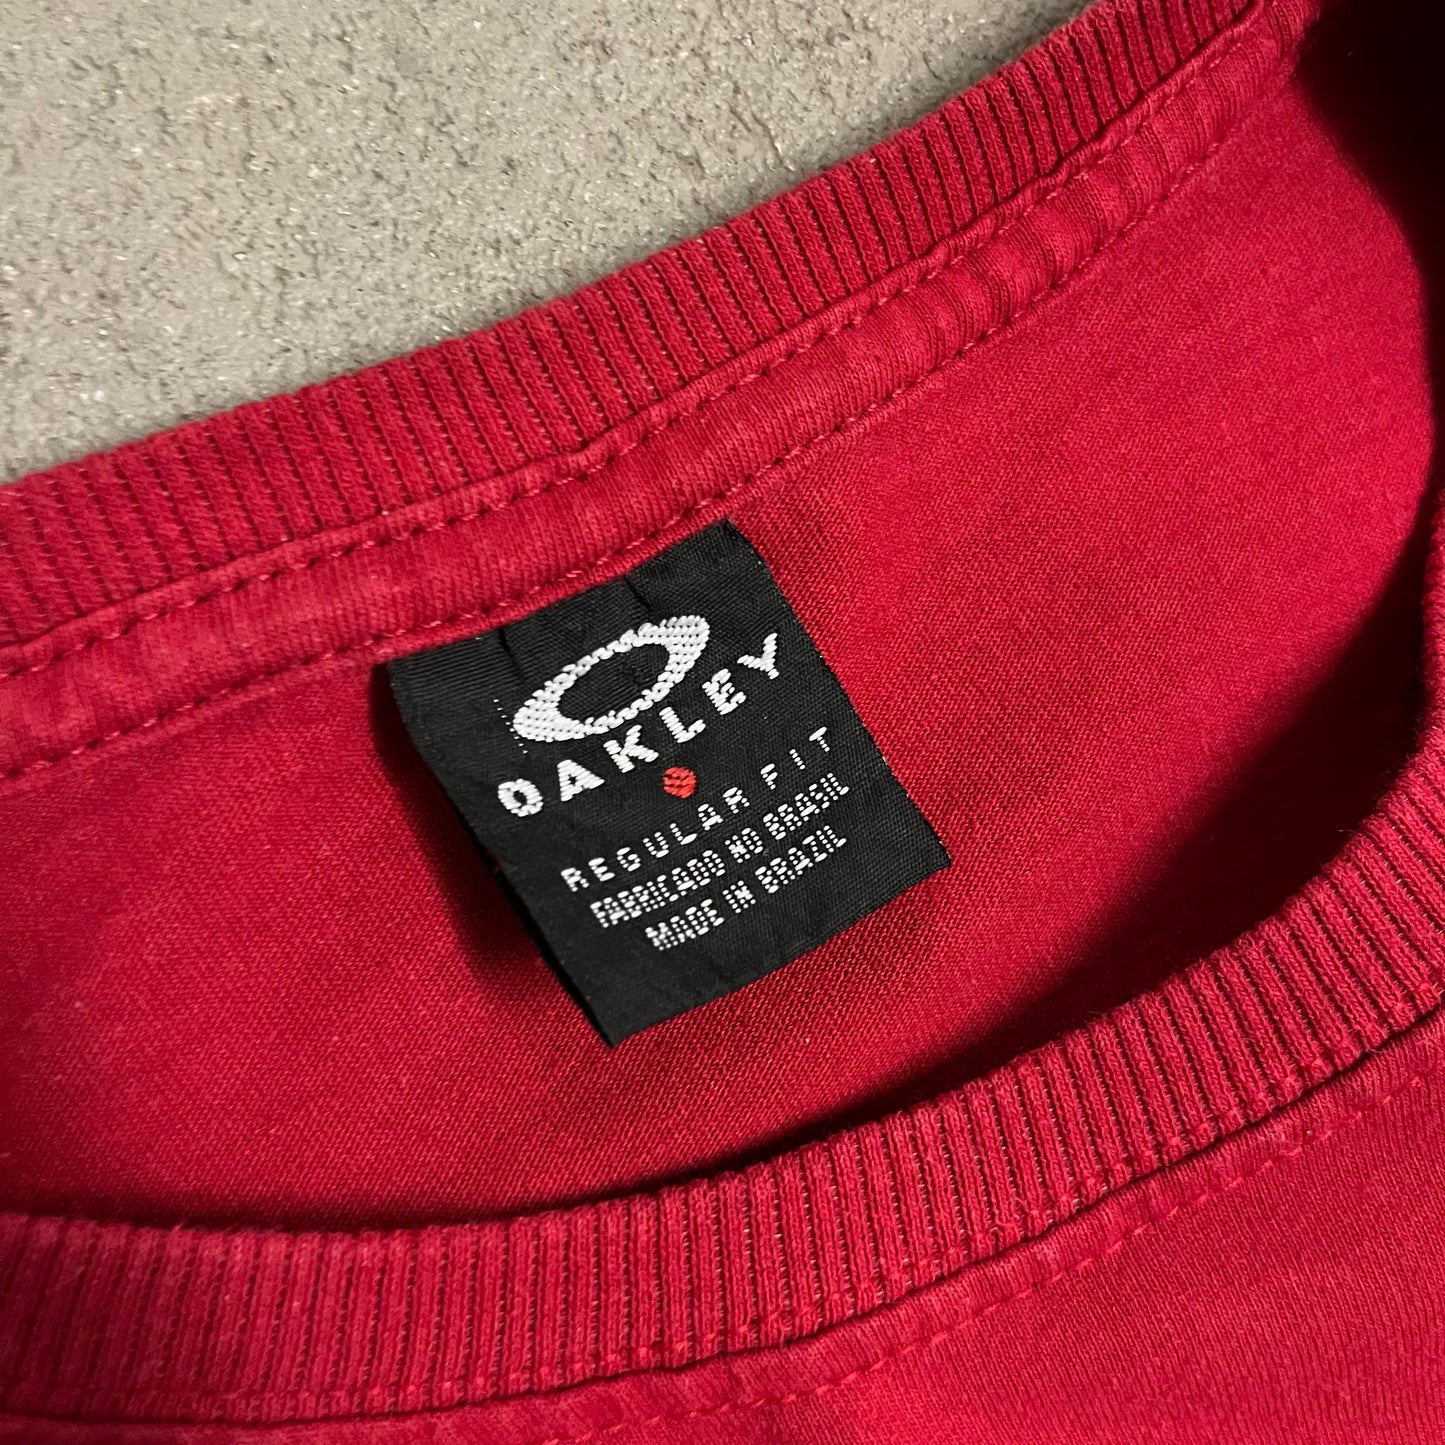 OAKLEY
REGULAR FIT
FABRICADO NO BRASIL
MADE IN BRAZIL